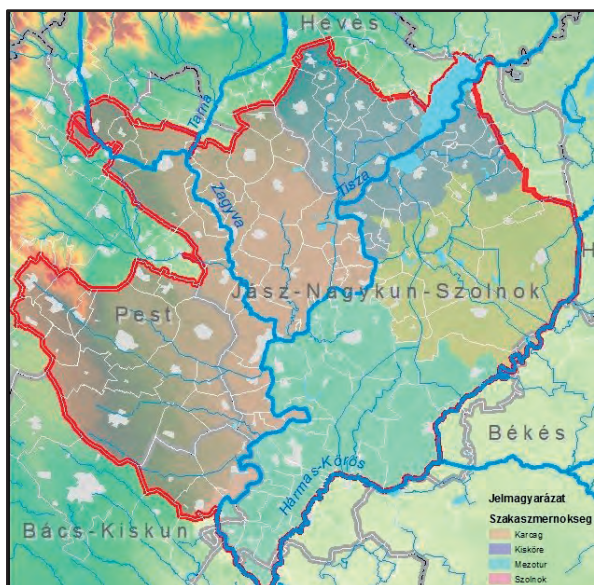 Heves
Tarna
Zagyva
Tisza
Jász-Nagykun-Szolnok
Pest
H
Békés
Hármas-Körös
Bács-Kiskun
Jelmagyarázat
Szakaszmernokseg
Karcag
Kisköre
Mezotur
Szolnok